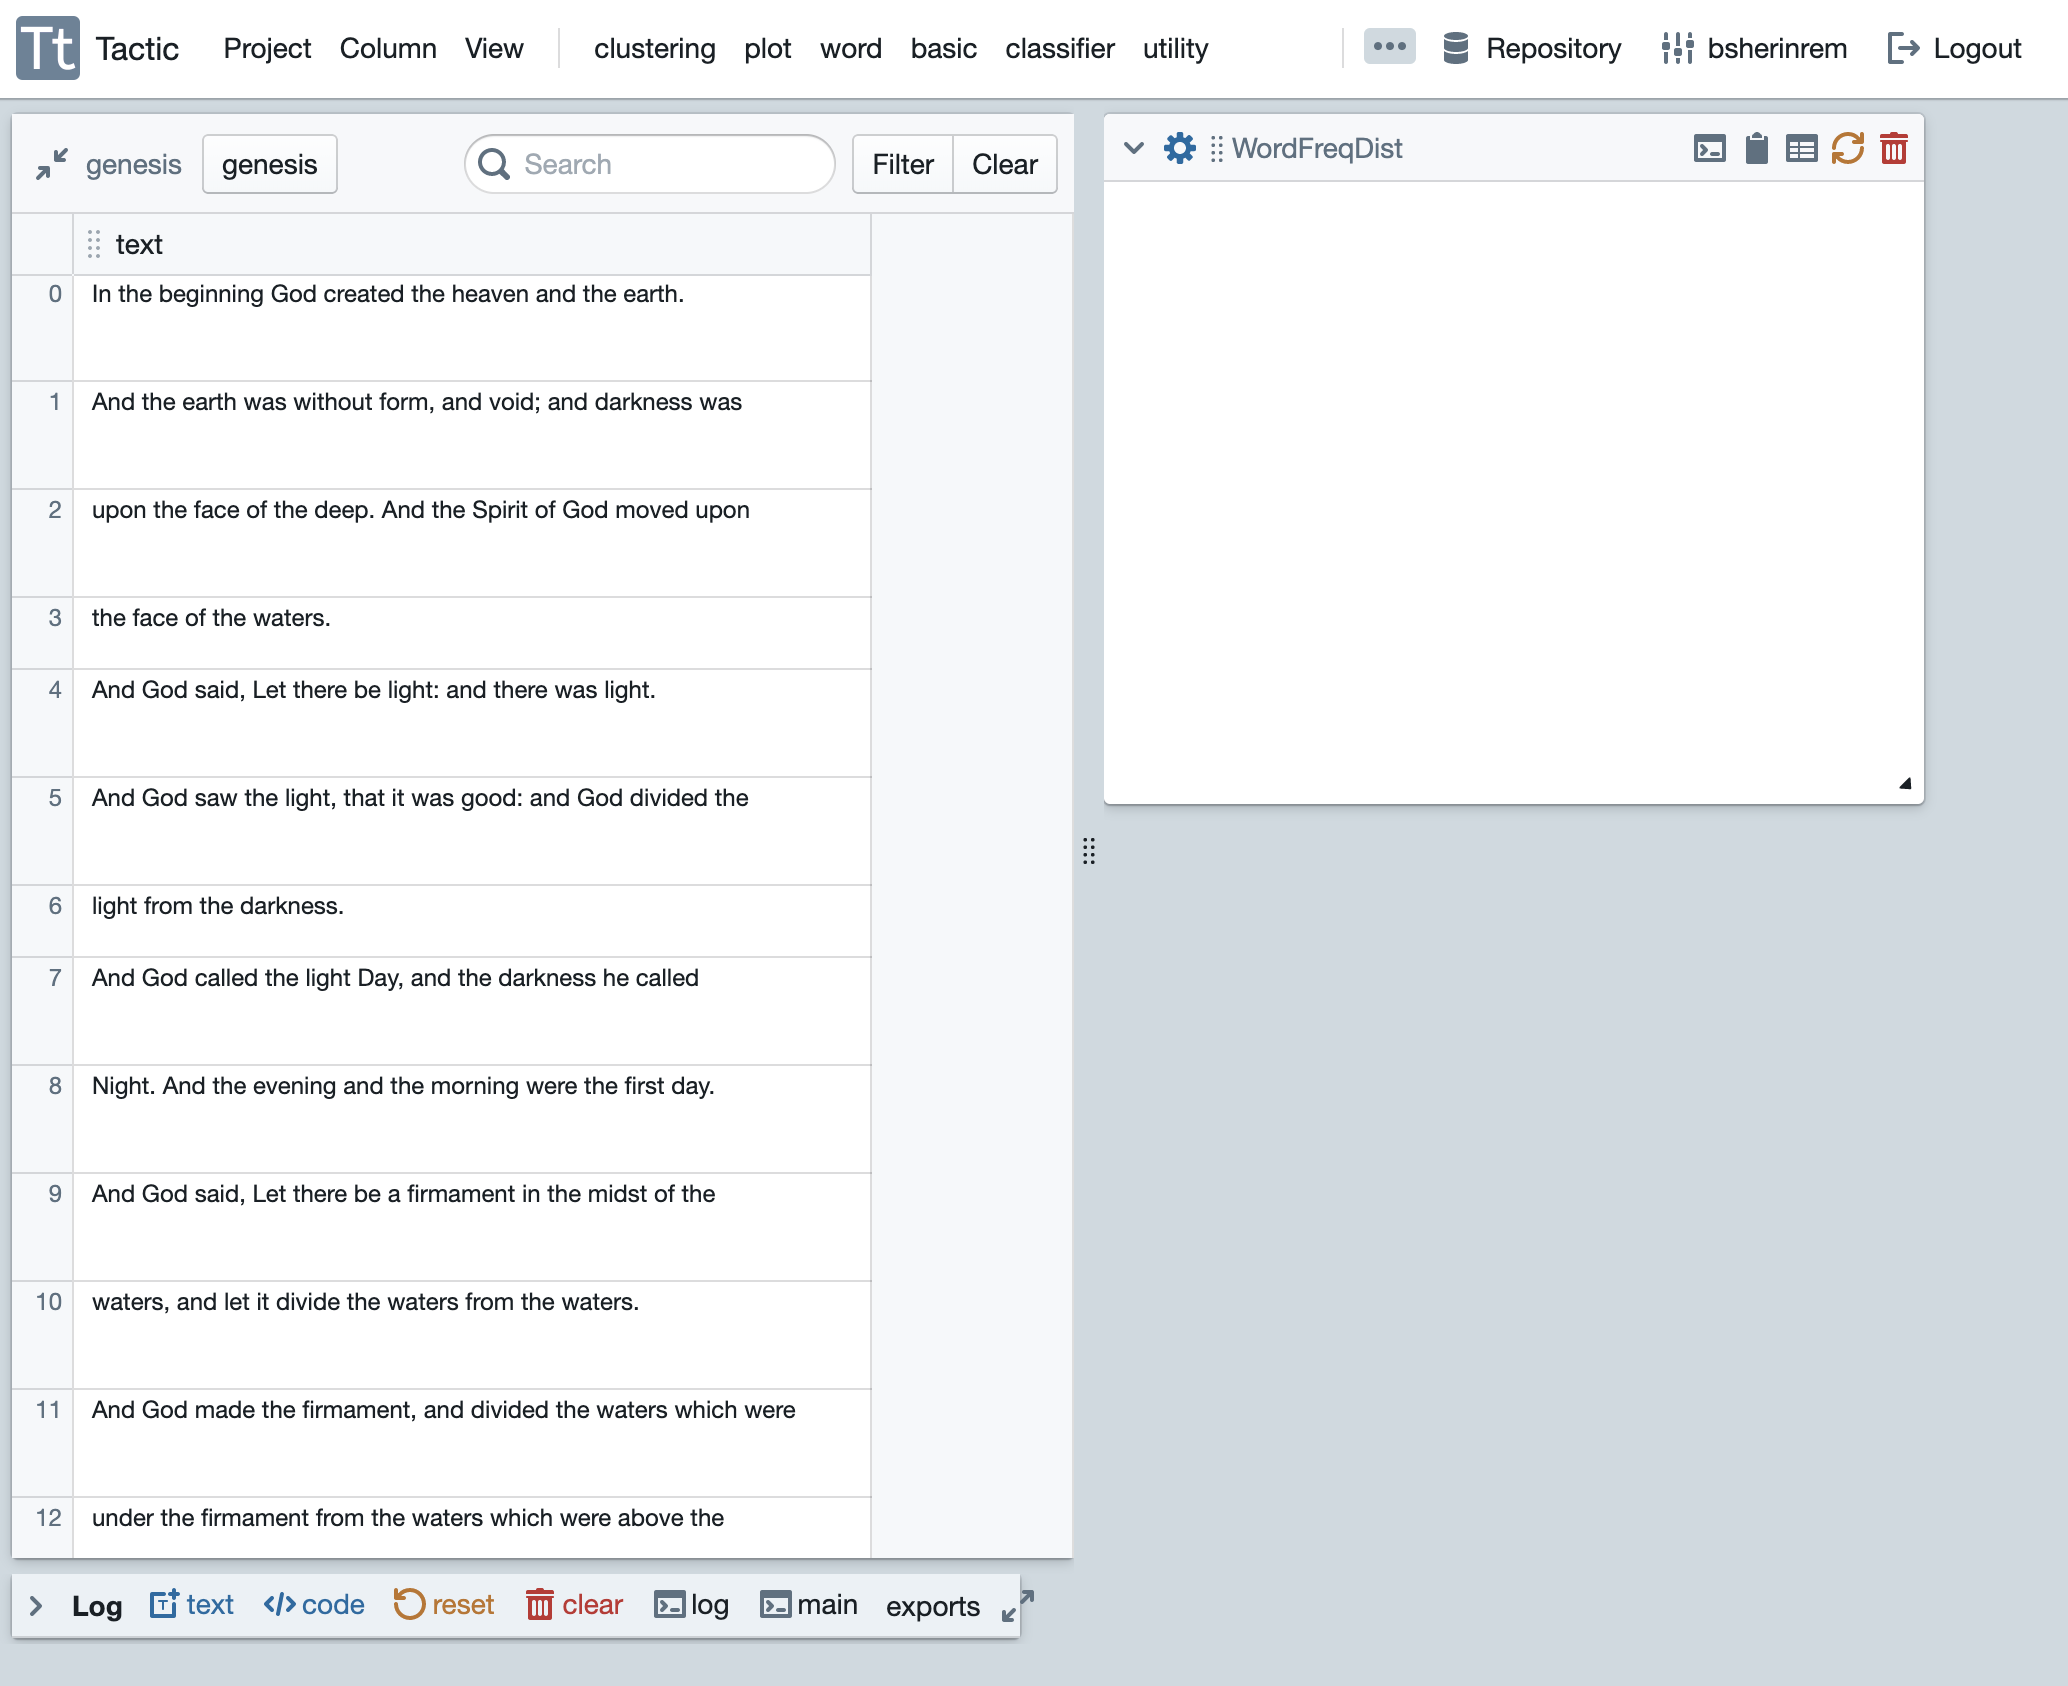 Tt Tactic Project Column View clustering plot word basic classifier utility Repository bsherinrem Logout
genesis genesis Search Filter Clear
text
0 In the beginning God created the heaven and the earth.
1 And the earth was without form, and void; and darkness was
2 upon the face of the deep. And the Spirit of God moved upon
3 the face of the waters.
4 And God said, Let there be light: and there was light.
5 And God saw the light, that it was good: and God divided the
6 light from the darkness.
7 And God called the light Day, and the darkness he called
8 Night. And the evening and the morning were the first day.
9 And God said, Let there be a firmament in the midst of the
10 waters, and let it divide the waters from the waters.
11 And God made the firmament, and divided the waters which were
12 under the firmament from the waters which were above the
Log text code reset clear log main exports
WordFreqDist